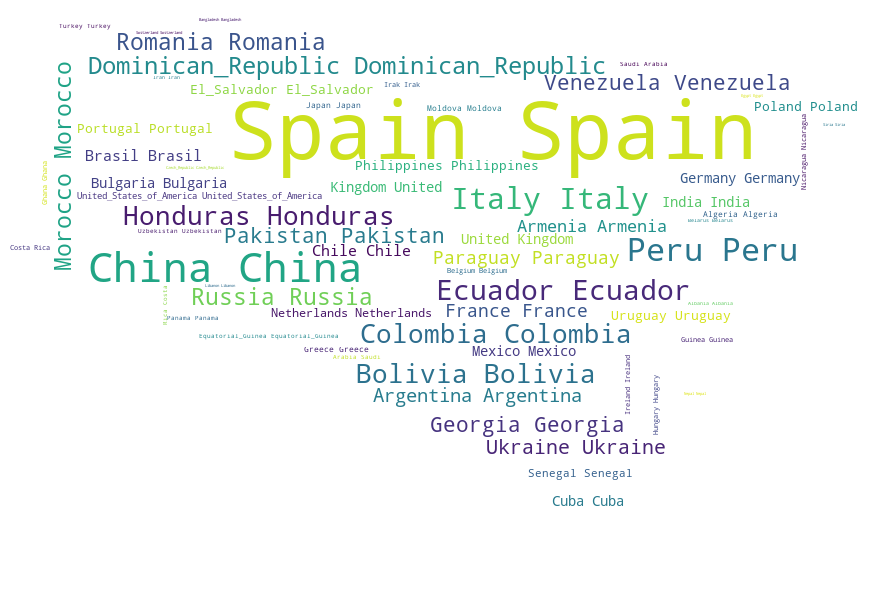 Bangladesh Bangladesh
Turkey Turkey
Switzerland Switzerland
Romania Romania
Dominican_Republic Dominican_Republic
Saudi Arabia
Iran Iran
Irak Irak
Venezuela Venezuela
El_Salvador El_Salvador
Morocco Morocco
Japan Japan
Moldova Moldova
Poland Poland
Spain Spain
Nicaragua Nicaragua
Portugal Portugal
Brasil Brasil
Philippines Philippines
Ghana Ghana
Bulgaria Bulgaria
Kingdom United
Germany Germany
United_States_of_America United_States_of_America
Italy Italy
India India
Honduras Honduras
Algeria Algeria
Belarus Belarus
Uzbekistan Uzbekistan
Pakistan Pakistan
Armenia Armenia
United Kingdom
Costa Rica
Chile Chile
Peru Peru
Paraguay Paraguay
China China
Belgium Belgium
Russia Russia
Ecuador Ecuador
Rica Costa
Netherlands Netherlands
France France
Albania Albania
Uruguay Uruguay
Panama Panama
Equatorial_Guinea Equatorial_Guinea
Colombia Colombia
Guinea Guinea
Greece Greece
Arabia Saudi
Mexico Mexico
Bolivia Bolivia
Ireland Ireland
Argentina Argentina
Hungary Hungary
Georgia Georgia
Ukraine Ukraine
Senegal Senegal
Cuba Cuba